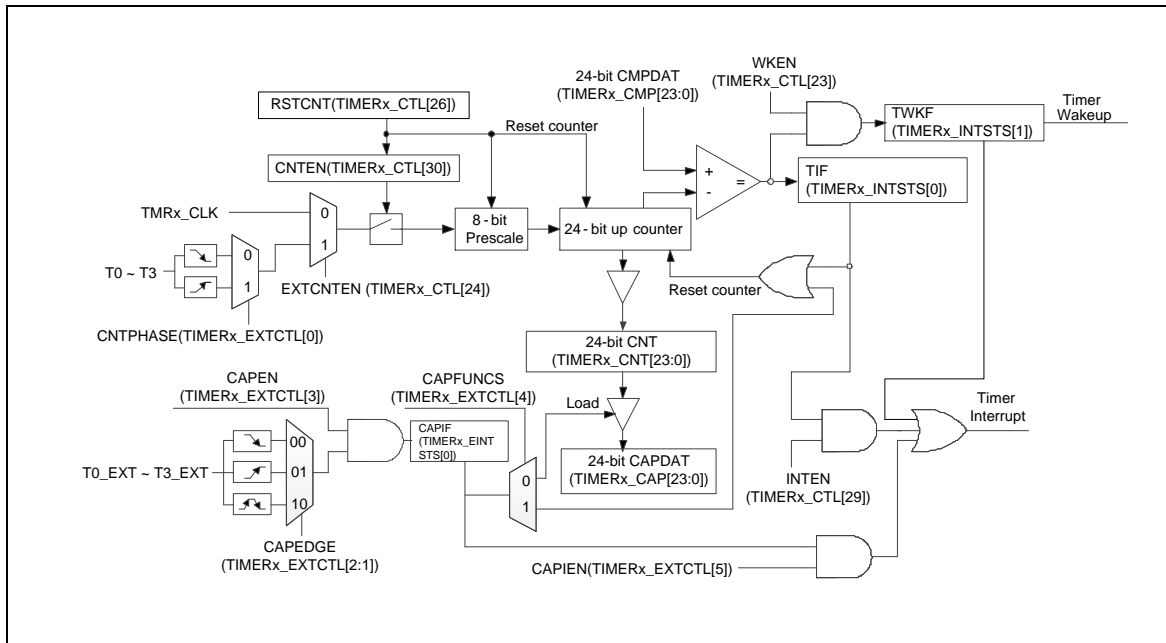 RSTCNT(TIMERx_CTL[26])
Reset counter
CNTEN(TIMERx_CTL[30])
24-bit CMPDAT
(TIMERx_CMP[23:0])
WKEN
(TIMERx_CTL[23])
TWKF
(TIMERx_INTSTS[1])
Timer
Wakeup
+
-
=
TIF
(TIMERx_INTSTS[0])
TMRx_CLK
0
1
8 - bit
Prescale
24 - bit up counter
T0 ~ T3
0
1
EXTCNTEN (TIMERx_CTL[24])
Reset counter
CNTPHASE(TIMERx_EXTCTL[0])
24-bit CNT
(TIMERx_CNT[23:0])
CAPEN
(TIMERx_EXTCTL[3])
CAPFUNCS
(TIMERx_EXTCTL[4])
Load
Timer
Interrupt
CAPIF
(TIMERx_EINT
STS[0])
T0_EXT ~ T3_EXT
00
01
10
0
1
24-bit CAPDAT
(TIMERx_CAP[23:0])
INTEN
(TIMERx_CTL[29])
CAPEDGE
(TIMERx_EXTCTL[2:1])
CAPIEN(TIMERx_EXTCTL[5])